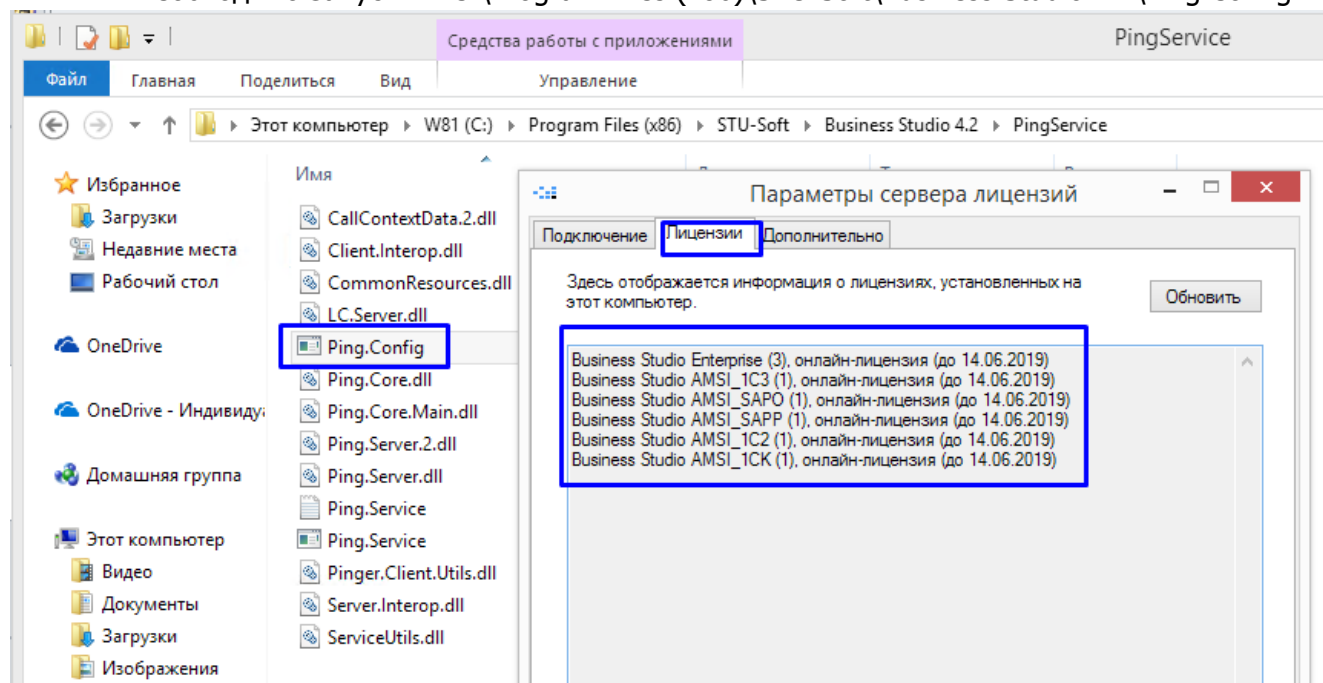 Средства работы с приложениями
PingService
Файл Главная Поделиться Вид Управление
Этот компьютер W81 (C:) Program Files (x86) STU-Soft Business Studio 4.2 PingService
Избранное
Загрузки
Недавние места
Рабочий стол
OneDrive
OneDrive - Индивиду
Домашняя группа
Этот компьютер
Видео
Документы
Загрузки
Изображения
Имя
CallContextData.2.dll
Client.Interop.dll
CommonResources.dll
LC.Server.dll
Ping.Config
Ping.Core.dll
Ping.Core.Main.dll
Ping.Server.2.dll
Ping.Server.dll
Ping.Service
Ping.Service
Pinger.Client.Utils.dll
Server.Interop.dll
ServiceUtils.dll
Параметры сервера лицензий
Подключение Лицензии Дополнительно
Здесь отображается информация о лицензиях, установленных на
этот компьютер.
Обновить
Business Studio Enterprise (3), онлайн-лицензия (до 14.06.2019)
Business Studio AMSI_1C3 (1), онлайн-лицензия (до 14.06.2019)
Business Studio AMSI_SAPO (1), онлайн-лицензия (до 14.06.2019)
Business Studio AMSI_SAPP (1), онлайн-лицензия (до 14.06.2019)
Business Studio AMSI_1C2 (1), онлайн-лицензия (до 14.06.2019)
Business Studio AMSI_1CK (1), онлайн-лицензия (до 14.06.2019)